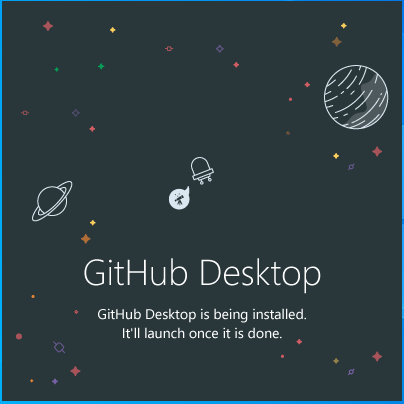 GitHub Desktop
GitHub Desktop is being installed.
It'll launch once it is done.